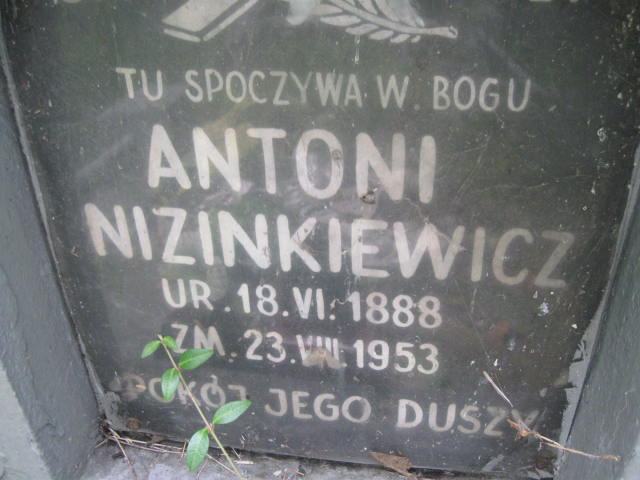 TU SPOCZYWA W. BOGU
ANTONI
NIZINKIEWICZ
UR. 18. VI. 1888
ZM. 23. VIII 1953
POKÓJ JEGO DUSZY